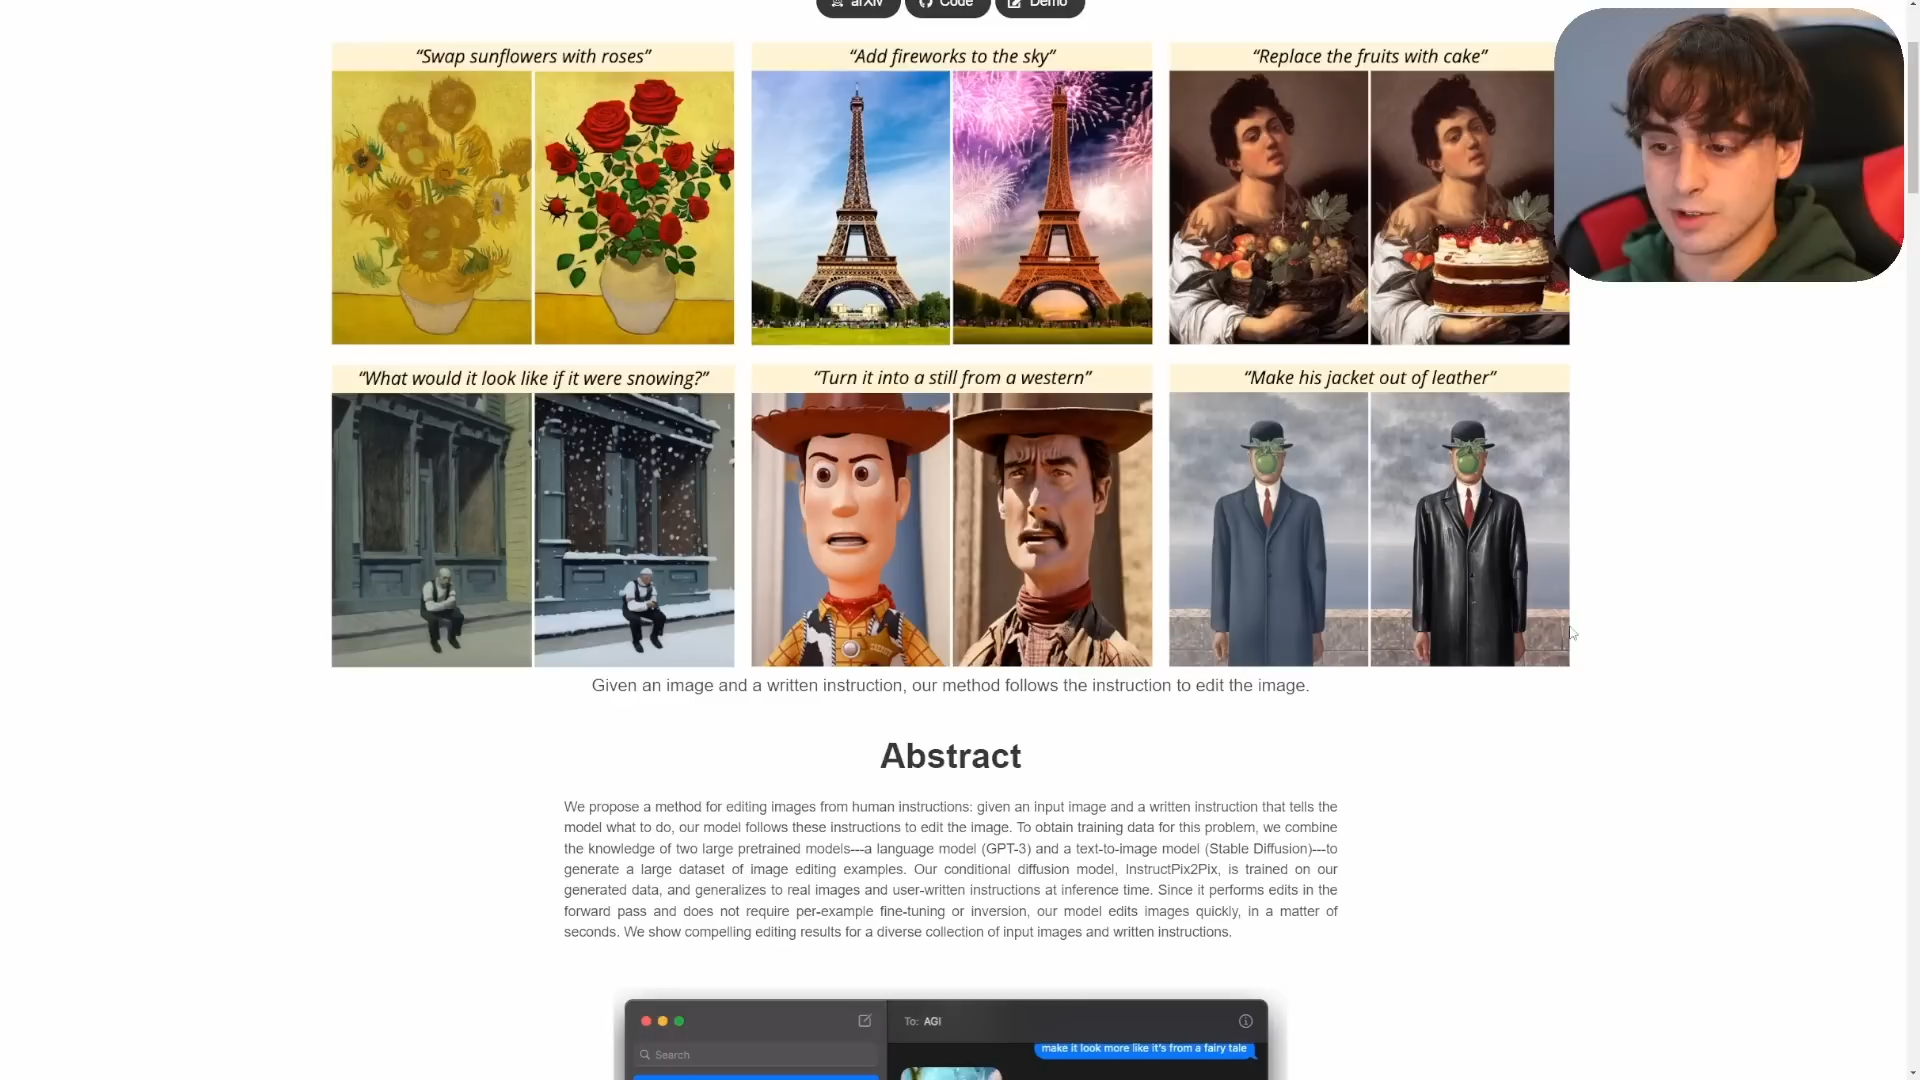 arXiv Code Demo
“Swap sunflowers with roses” “Add fireworks to the sky” “Replace the fruits with cake”
“What would it look like if it were snowing?” “Turn it into a still from a western” “Make his jacket out of leather”
Given an image and a written instruction, our method follows the instruction to edit the image.
Abstract
We propose a method for editing images from human instructions: given an input image and a written instruction that tells the
model what to do, our model follows these instructions to edit the image. To obtain training data for this problem, we combine
the knowledge of two large pretrained models---a language model (GPT-3) and a text-to-image model (Stable Diffusion)---to
generate a large dataset of image editing examples. Our conditional diffusion model, InstructPix2Pix, is trained on our
generated data, and generalizes to real images and user-written instructions at inference time. Since it performs edits in the
forward pass and does not require per-example fine-tuning or inversion, our model edits images quickly, in a matter of
seconds. We show compelling editing results for a diverse collection of input images and written instructions.
To: AGI
make it look more like it's from a fairy tale
Search